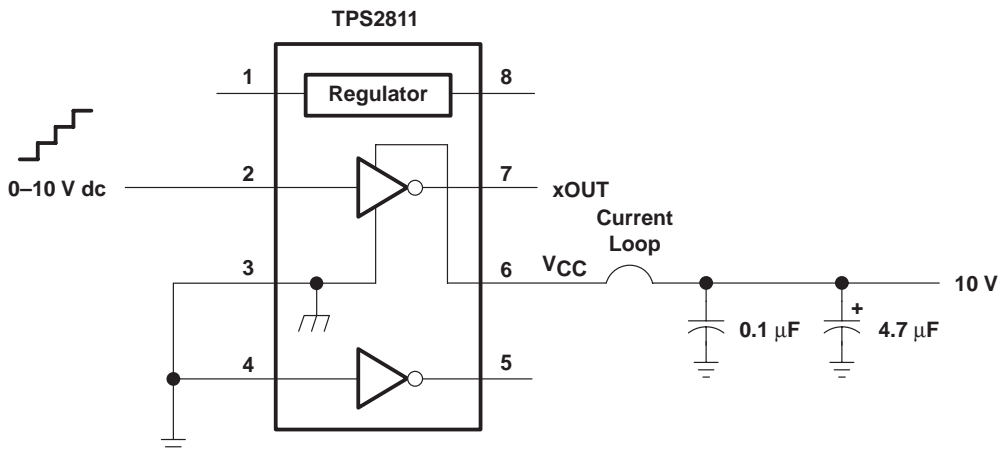 TPS2811
1
8
Regulator
2
7
0–10 V dc
xOUT
Current
Loop
3
6
VCC
10 V
0.1 μF
+
4.7 μF
4
5